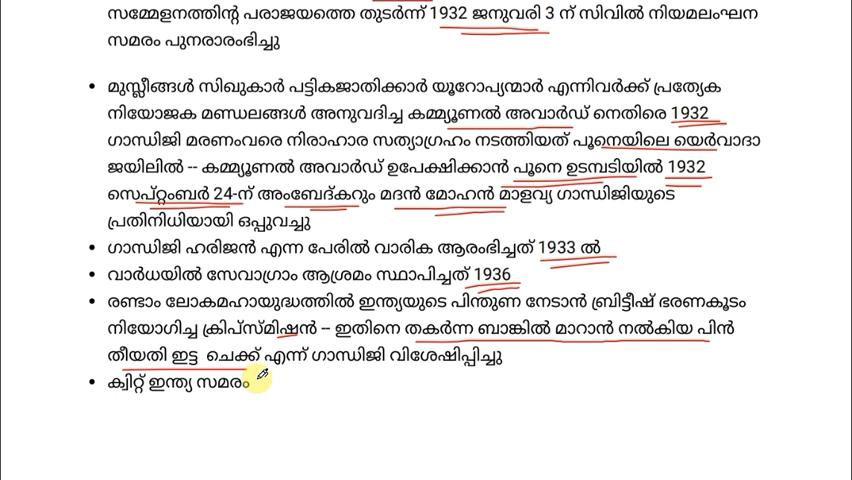 സമ്മേളനത്തിന്റ പരാജയത്തെ തുടർന്ന് 1932 ജനുവരി 3 ന് സിവിൽ നിയമലംഘന
സമരം പുനരാരംഭിച്ചു
• മുസ്ലീങ്ങൾ സിഖുകാർ പട്ടികജാതിക്കാർ യൂറോപ്യന്മാർ എന്നിവർക്ക് പ്രത്യേക
നിയോജക മണ്ഡലങ്ങൾ അനുവദിച്ച കമ്മ്യൂണൽ അവാർഡ് നെതിരെ 1932
ഗാന്ധിജി മരണംവരെ നിരാഹാര സത്യാഗ്രഹം നടത്തിയത് പൂനെയിലെ യെർവാദാ
ജയിലിൽ -- കമ്മ്യൂണൽ അവാർഡ് ഉപേക്ഷിക്കാൻ പൂനെ ഉടമ്പടിയിൽ 1932
സെപ്റ്റംബർ 24-ന് അംബേദ്കറും മദൻ മോഹൻ മാളവ്യ ഗാന്ധിജിയുടെ
പ്രതിനിധിയായി ഒപ്പുവച്ചു
• ഗാന്ധിജി ഹരിജൻ എന്ന പേരിൽ വാരിക ആരംഭിച്ചത് 1933 ൽ
• വാർധയിൽ സേവാഗ്രാം ആശ്രമം സ്ഥാപിച്ചത് 1936
• രണ്ടാം ലോകമഹായുദ്ധത്തിൽ ഇന്ത്യയുടെ പിന്തുണ നേടാൻ ബ്രിട്ടീഷ് ഭരണകൂടം
നിയോഗിച്ച ക്രിപ്സ്മിഷൻ – ഇതിനെ തകർന്ന ബാങ്കിൽ മാറാൻ നൽകിയ പിൻ
തീയതി ഇട്ട ചെക്ക് എന്ന് ഗാന്ധിജി വിശേഷിപ്പിച്ചു
• ക്വിറ്റ് ഇന്ത്യ സമരം